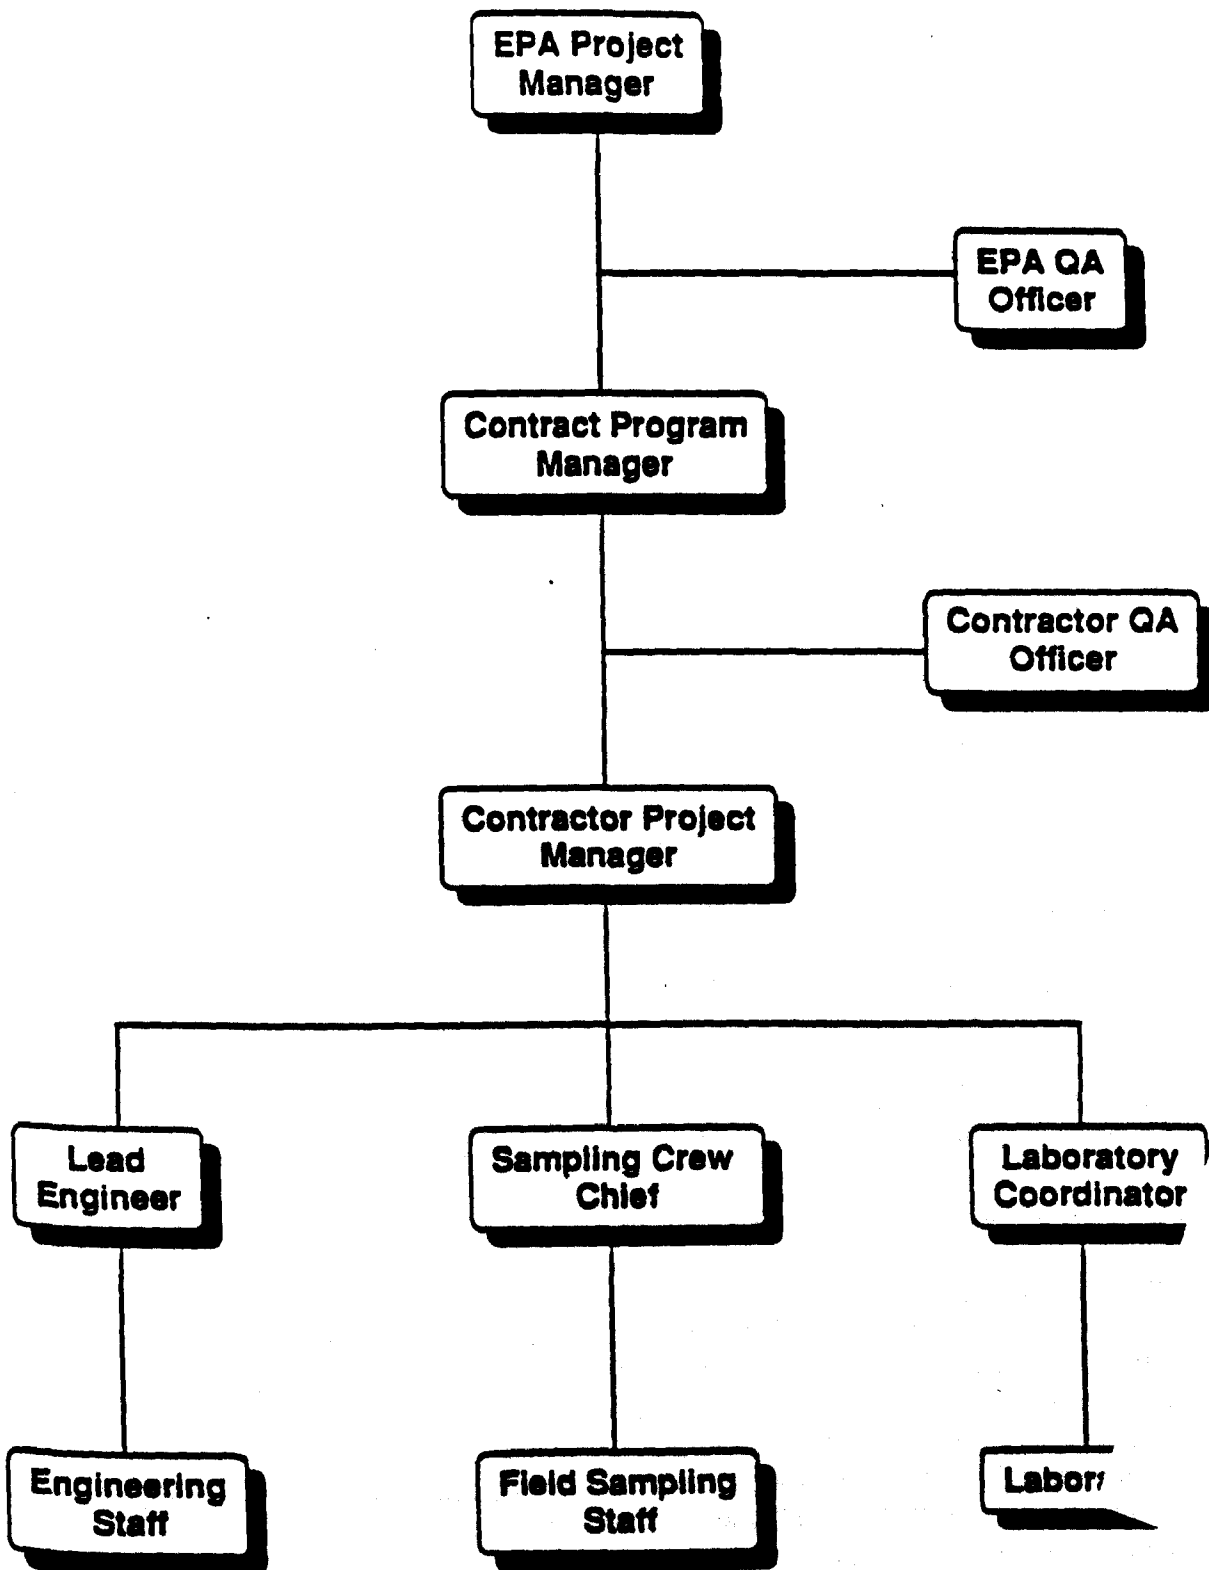 EPA Project
Manager
EPA QA
Officer
Contract Program
Manager
Contractor QA
Officer
Contractor Project
Manager
Lead
Engineer
Sampling Crew
Chief
Laboratory
Coordinator
Engineering
Staff
Field Sampling
Staff